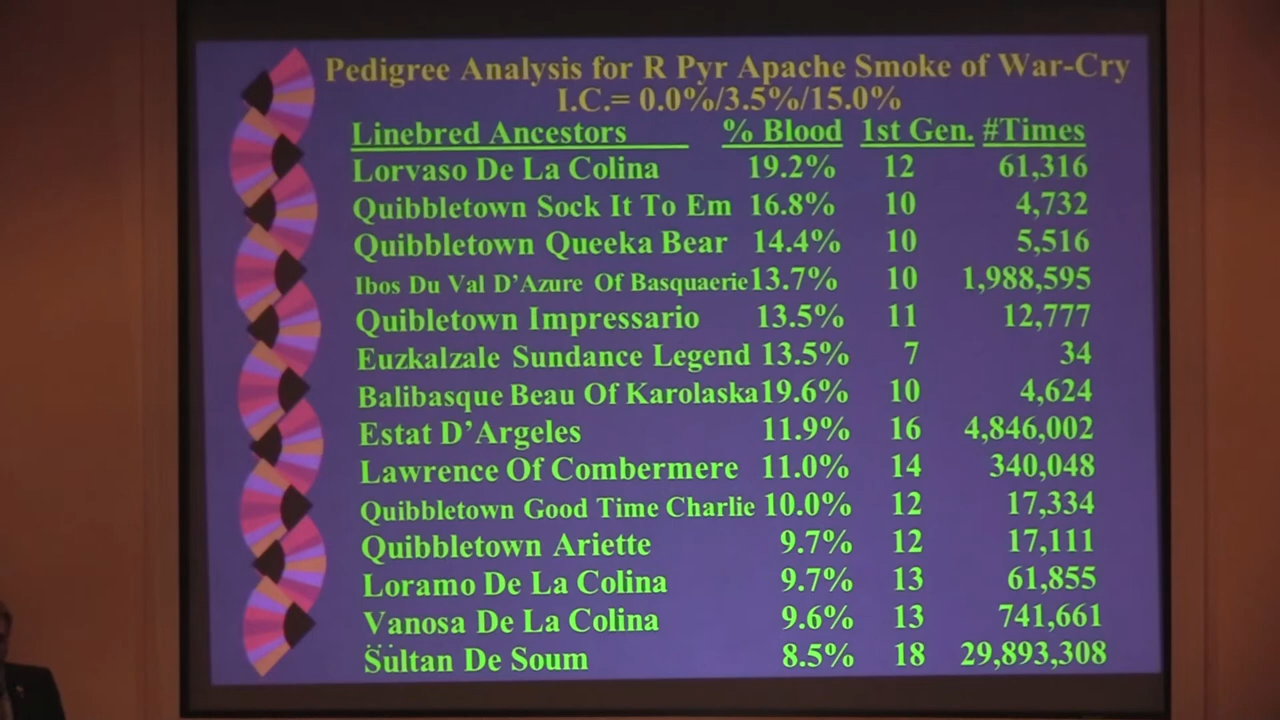 Pedigree Analysis for R Pyr Apache Smoke of War-Cry
I.C.= 0.0%/3.5%/15.0%
Linebred Ancestors % Blood 1st Gen. #Times
Lorvaso De La Colina 19.2% 12 61,316
Quibbletown Sock It To Em 16.8% 10 4,732
Quibbletown Queeka Bear 14.4% 10 5,516
Ibos Du Val D’Azure Of Basquaerie 13.7% 10 1,988,595
Quibletown Impressario 13.5% 11 12,777
Euzkalzale Sundance Legend 13.5% 7 34
Balibasque Beau Of Karolaska 19.6% 10 4,624
Estat D’Argeles 11.9% 16 4,846,002
Lawrence Of Combermere 11.0% 14 340,048
Quibbletown Good Time Charlie 10.0% 12 17,334
Quibbletown Ariette 9.7% 12 17,111
Loramo De La Colina 9.7% 13 61,855
Vanosa De La Colina 9.6% 13 741,661
Sultan De Soum 8.5% 18 29,893,308